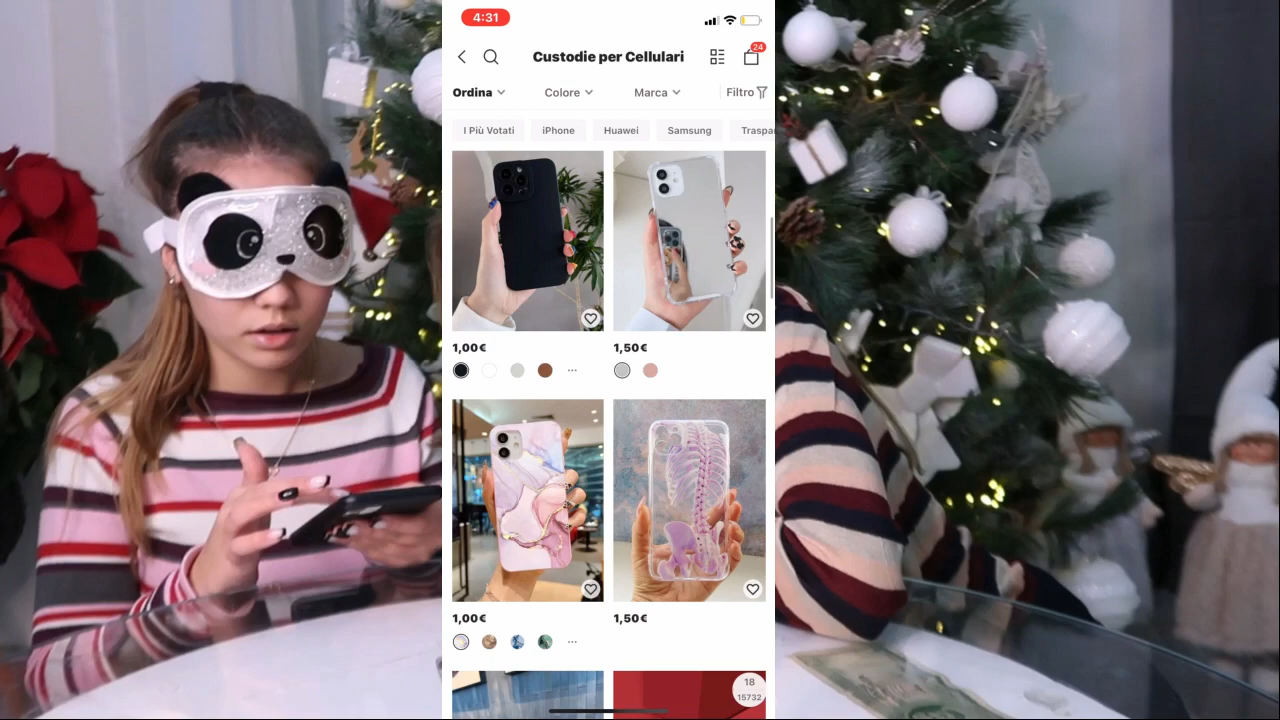 4:31
24
Custodie per Cellulari
Ordina
Colore
Marca
Filtro
I Più Votati
iPhone
Huawei
Samsung
Traspa
1,00€
1,50€
1,00€
1,50€
18
15732